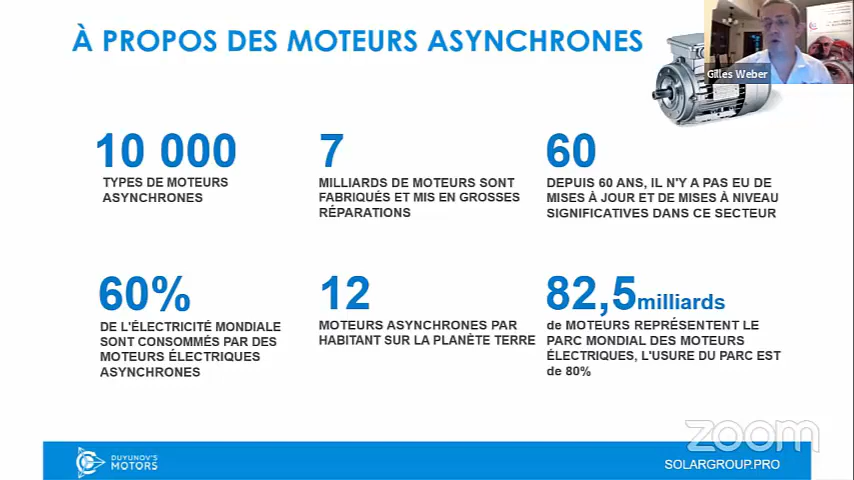 À PROPOS DES MOTEURS ASYNCHRONES
Gilles Weber
10 000
TYPES DE MOTEURS
ASYNCHRONES
7
MILLIARDS DE MOTEURS SONT
FABRIQUÉS ET MIS EN GROSSES
RÉPARATIONS
60
DEPUIS 60 ANS, IL N'Y A PAS EU DE
MISES À JOUR ET DE MISES À NIVEAU
SIGNIFICATIVES DANS CE SECTEUR
60%
DE L'ÉLECTRICITÉ MONDIALE
SONT CONSOMMÉS PAR DES
MOTEURS ÉLECTRIQUES
ASYNCHRONES
12
MOTEURS ASYNCHRONES PAR
HABITANT SUR LA PLANÈTE TERRE
82,5 milliards
de MOTEURS REPRÉSENTENT LE
PARC MONDIAL DES MOTEURS
ÉLECTRIQUES, L'USURE DU PARC EST
de 80%
zoom
DUYUNOV'S
MOTORS
SOLARGROUP.PRO